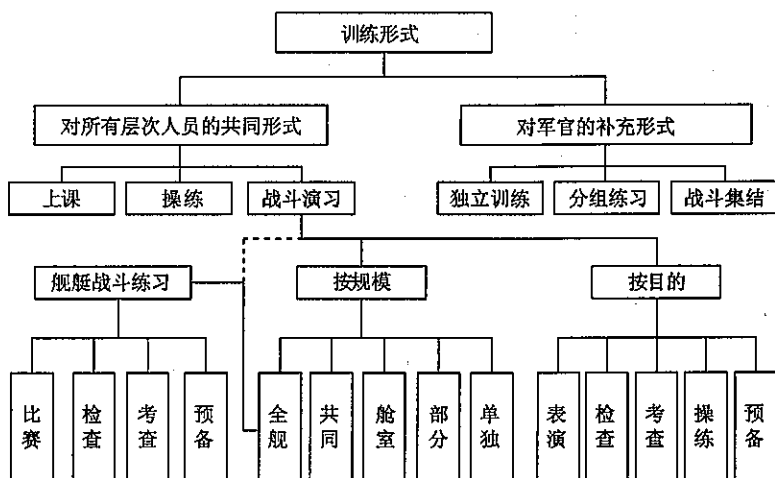 训练形式
对所有层次人员的共同形式
对军官的补充形式
上课
操练
战斗演习
独立训练
分组练习
战斗集结
舰艇战斗练习
按规模
按目的
比赛
检查
考查
预备
全舰
共同
舱室
部分
单独
表演
检查
考查
操练
预备